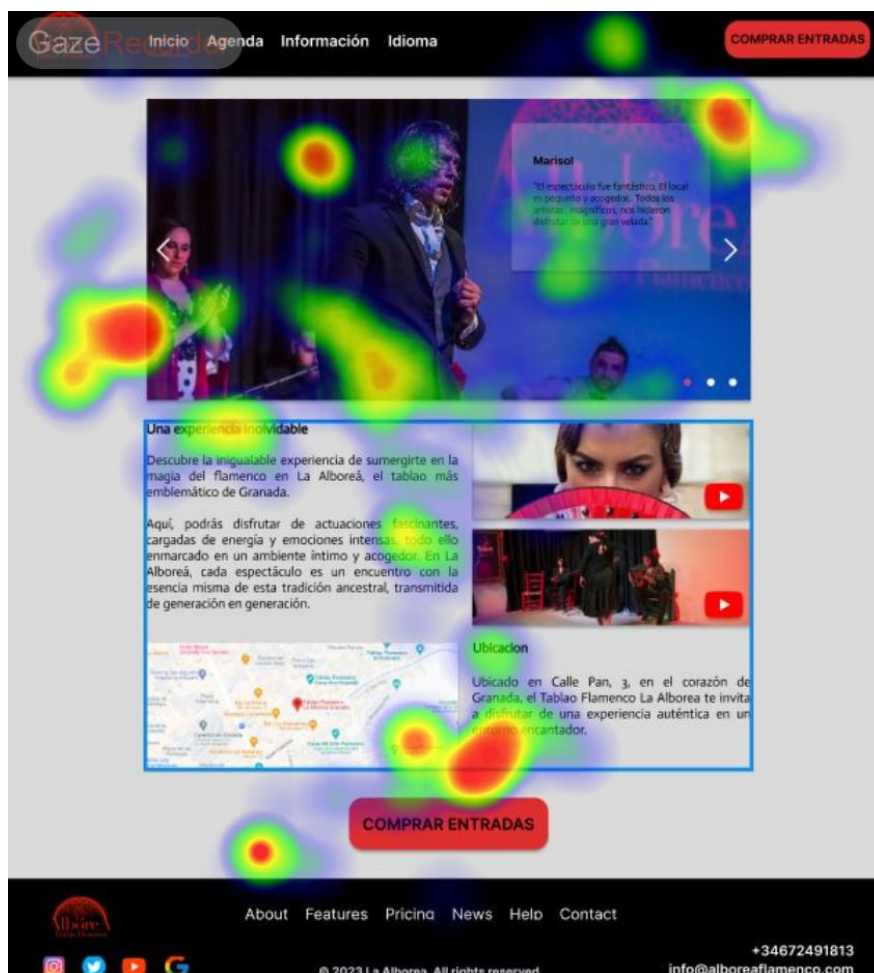 GazeRecorder
Inicio Agenda Información Idioma
COMPRAR ENTRADAS
Marisol
"El espectáculo fue fantástico, El local
es pequeño y acogedor. Todos los
artistas, magníficos, nos hicieron
disfrutar de una gran velada."
Una experiencia inolvidable
Descubre la inigualable experiencia de sumergirte en la
magia del flamenco en La Alboreá, el tablao más
emblemático de Granada.
Aquí, podrás disfrutar de actuaciones fascinantes,
cargadas de energía y emociones intensas, todo ello
enmarcado en un ambiente íntimo y acogedor. En La
Alboreá, cada espectáculo es un encuentro con la
esencia misma de esta tradición ancestral, transmitida
de generación en generación.
Ubicacion
Ubicado en Calle Pan, 3, en el corazón de
Granada, el Tablao Flamenco La Alborea te invita
a disfrutar de una experiencia auténtica en un
entorno encantador.
COMPRAR ENTRADAS
About Features Pricing News Help Contact
+34672491813
© 2023 La Alborea. All rights reserved
info@alboreaflamenco.com